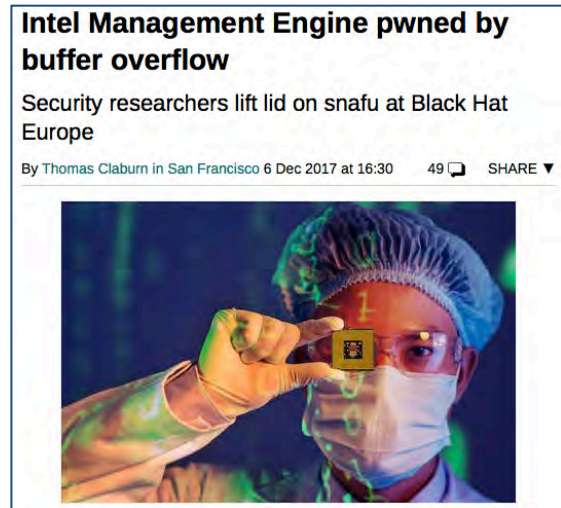 Intel Management Engine pwned by
buffer overflow
Security researchers lift lid on snafu at Black Hat
Europe
By Thomas Claburn in San Francisco 6 Dec 2017 at 16:30 49 SHARE ▼